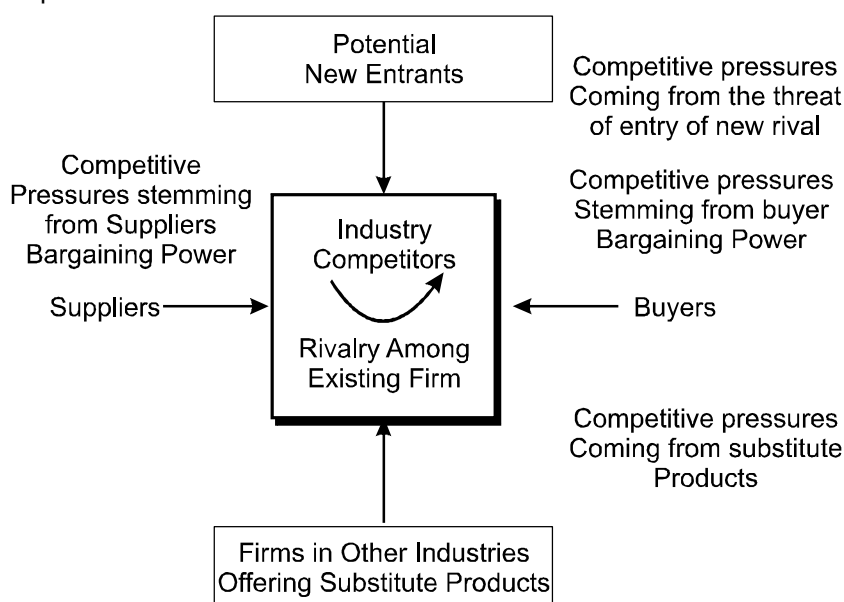 Potential
New Entrants
Competitive pressures
Coming from the threat
of entry of new rival
Competitive
Pressures stemming
from Suppliers
Bargaining Power
Competitive pressures
Stemming from buyer
Bargaining Power
Industry
Competitors
Suppliers
Buyers
Rivalry Among
Existing Firm
Competitive pressures
Coming from substitute
Products
Firms in Other Industries
Offering Substitute Products